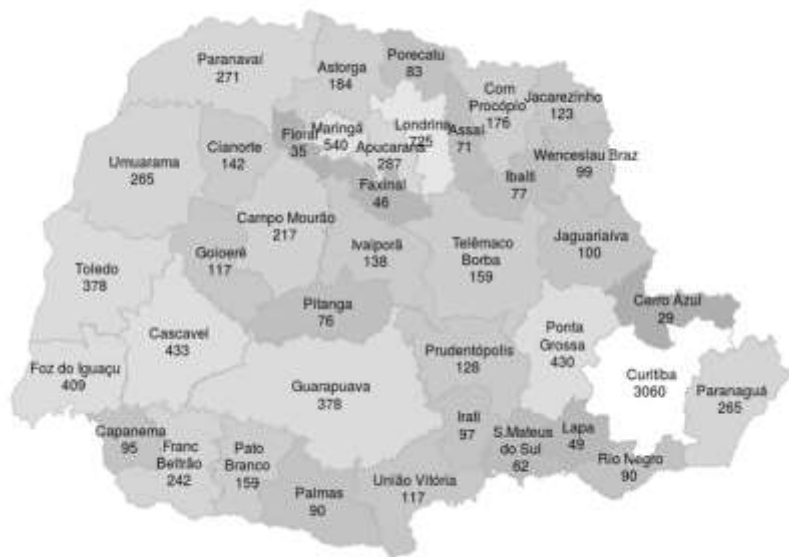 Paranavaí
271
Astorga
184
Porecatu
83
Corn
Procópio
176
Jacarezinho
123
Floraí
35
Maringá
540
Apucarana
287
Londrina
725
Assaí
71
Umuarama
265
Cianorte
142
Wenceslau Braz
99
Ibaiti
77
Faxinal
46
Campo Mourão
217
Goioerê
117
Ivaiporã
138
Telêmaco
Borba
159
Jaguariaíva
100
Toledo
378
Pitanga
76
Cerro Azul
29
Cascavel
433
Ponta
Grossa
430
Foz do Iguaçu
409
Guarapuava
378
Prudentópolis
128
Curitiba
3060
Paranaguá
265
Capanema
95
Franc
Beltrão
242
Pato
Branco
159
Irati
97
S.Mateus
do Sul
62
Lapa
49
Rio Negro
90
Palmas
90
União Vitória
117